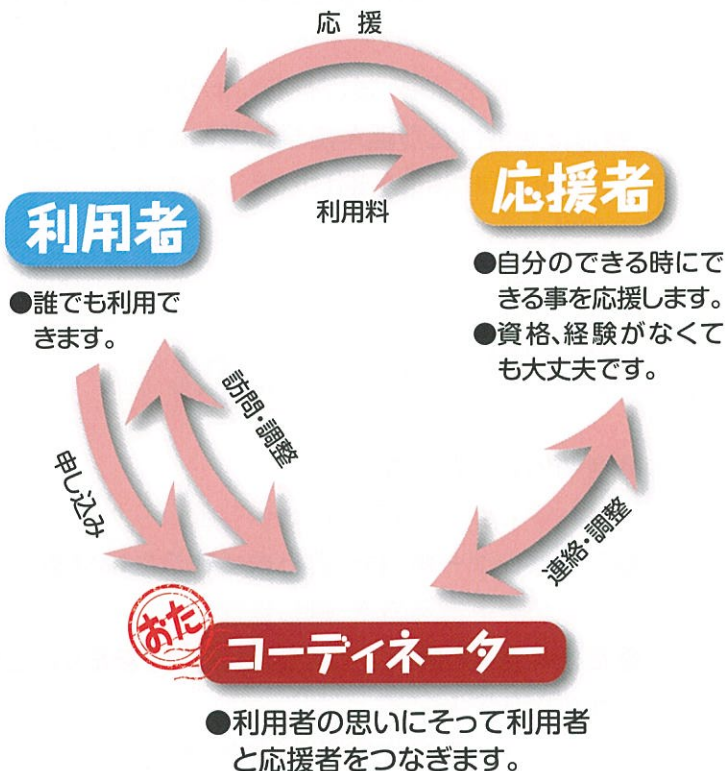 応 援
利用料
利用者
●誰でも利用で
きます。
応援者
●自分のできる時にで
きる事を応援します。
●資格、経験がなくて
も大丈夫です。
訪問・調整
申し込み
連絡・調整
おた
コーディネーター
●利用者の思いにそって利用者
と応援者をつなぎます。